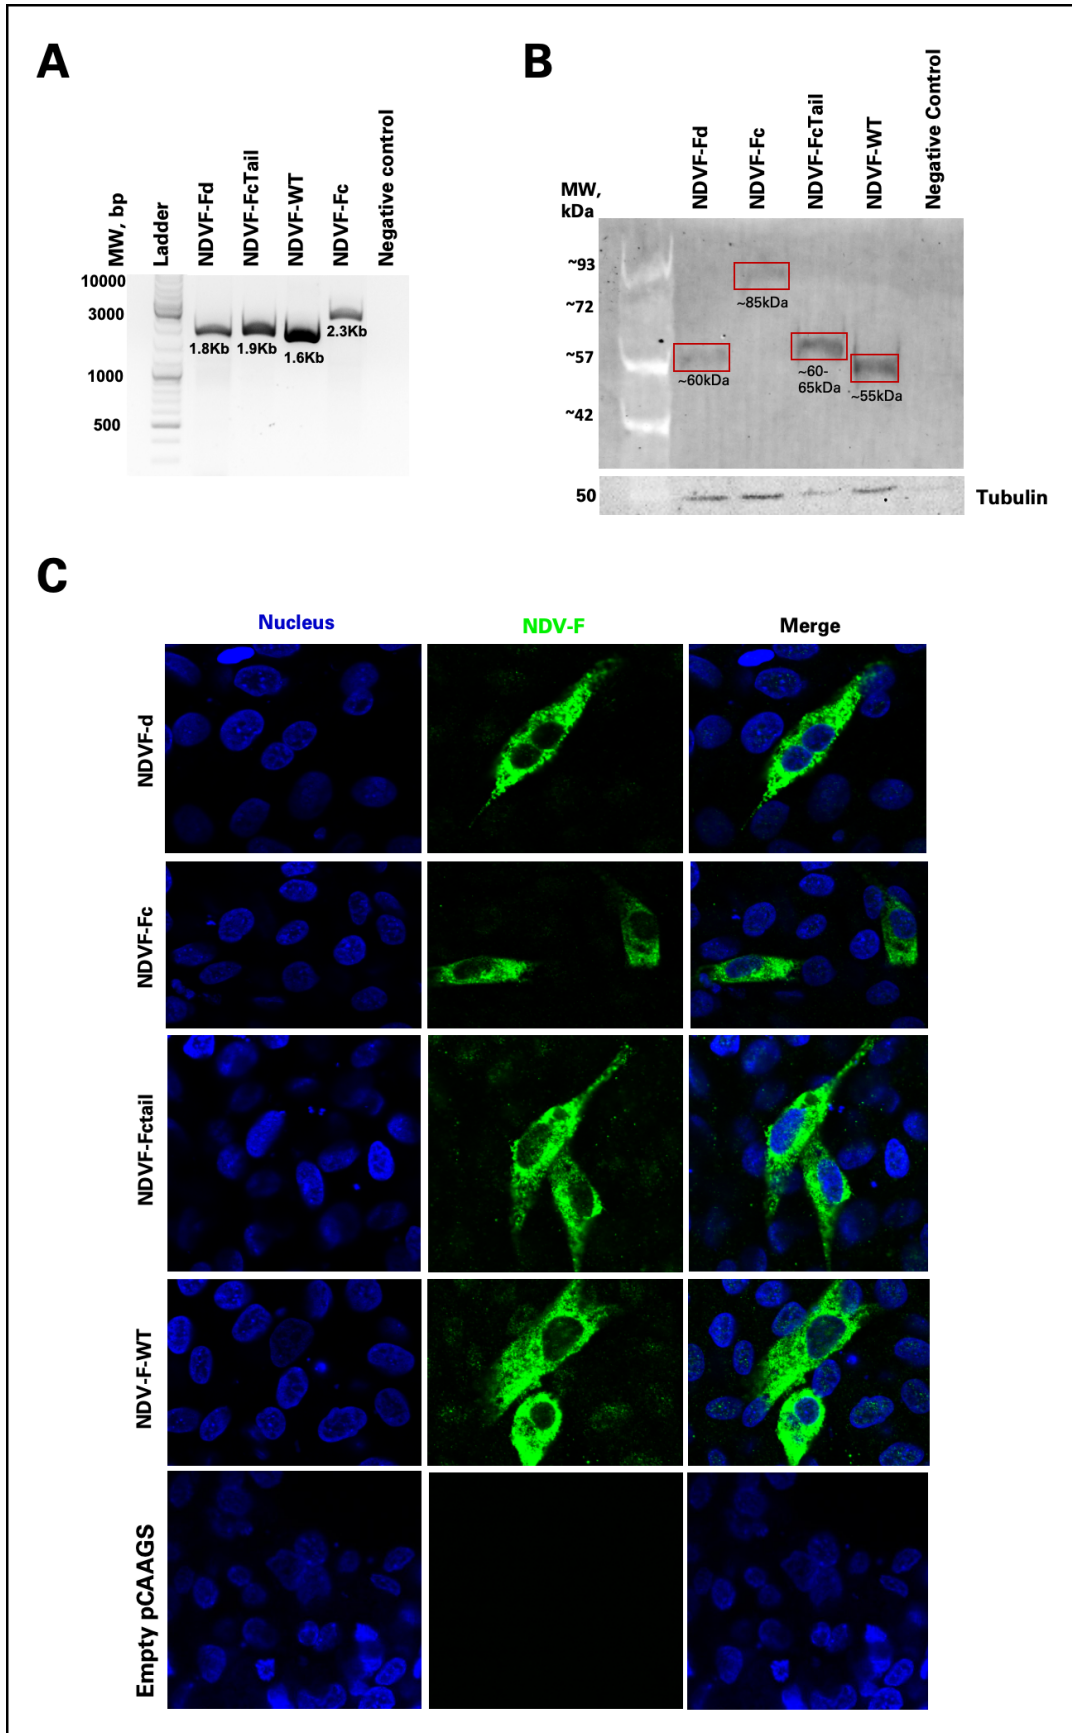 A
MW, bp
Ladder
NDVF-Fd
NDVF-FcTail
NDVF-WT
NDVF-Fc
Negative control
10000
3000
1000
500
1.8Kb
1.9Kb
1.6Kb
2.3Kb
B
MW,
kDa
NDVF-Fd
NDVF-Fc
NDVF-FcTail
NDVF-WT
Negative Control
~93
~72
~57
~42
~60kDa
~85kDa
~60-
65kDa
~55kDa
50
Tubulin
C
Nucleus
NDV-F
Merge
NDVF-d
NDVF-Fc
NDVF-Fctail
NDV-F-WT
Empty pCAAGS